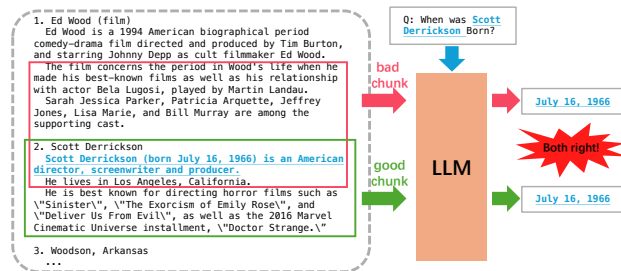 1. Ed Wood (film)
Ed Wood is a 1994 American biographical period
comedy-drama film directed and produced by Tim Burton,
and starring Johnny Depp as cult filmmaker Ed Wood.
The film concerns the period in Wood's life when he
made his best-known films as well as his relationship
with actor Bela Lugosi, played by Martin Landau.
Sarah Jessica Parker, Patricia Arquette, Jeffrey
Jones, Lisa Marie, and Bill Murray are among the
supporting cast.
2. Scott Derrickson
Scott Derrickson (born July 16, 1966) is an American
director, screenwriter and producer.
He lives in Los Angeles, California.
He is best known for directing horror films such as
\"Sinister\", \"The Exorcism of Emily Rose\", and
\"Deliver Us From Evil\", as well as the 2016 Marvel
Cinematic Universe installment, \"Doctor Strange.\”
3. Woodson, Arkansas
...
bad
chunk
good
chunk
Q: When was Scott
Derrickson Born?
LLM
July 16, 1966
Both right!
July 16, 1966